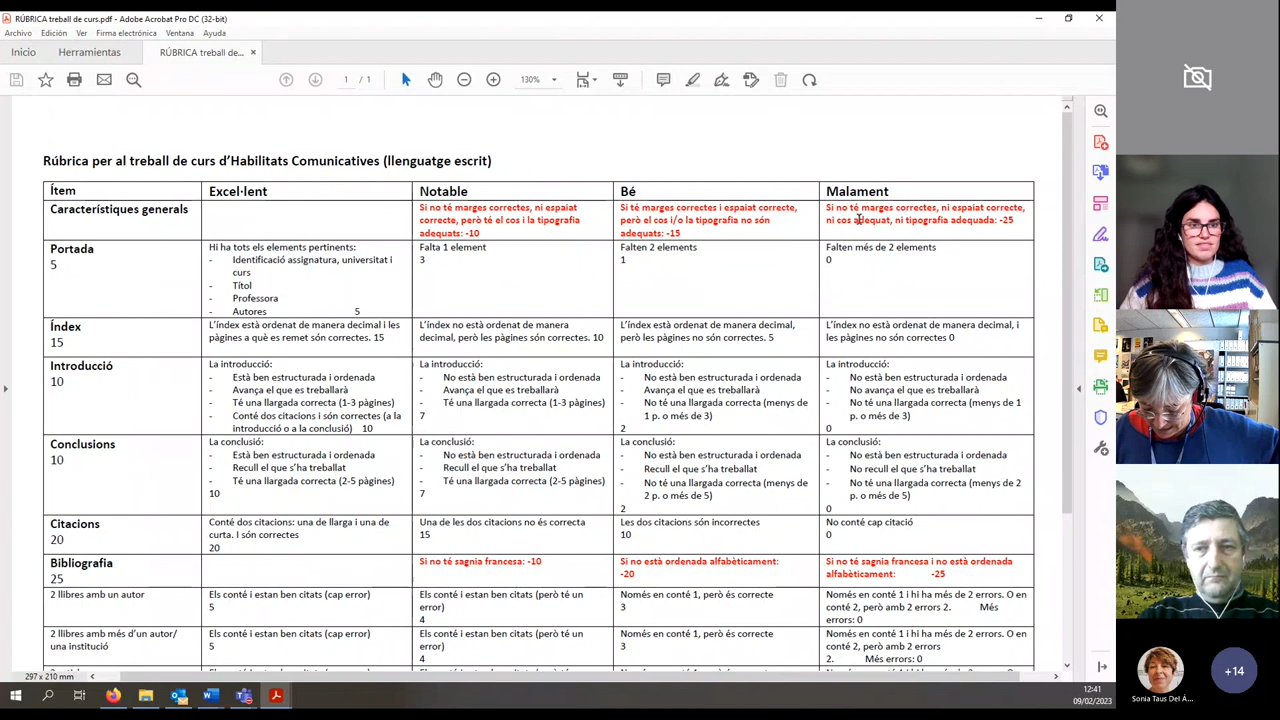 RÚBRICA treball de curs.pdf - Adobe Acrobat Pro DC (32-bit)
Archivo Edición Ver Firma electrónica Ventana Ayuda
Inicio Herramientas RÚBRICA treball de... ×
1 / 1 130%
Rúbrica per al treball de curs d'Habilitats Comunicatives (llenguatge escrit)
Ítem
Excel·lent
Notable
Bé
Malament
Característiques generals
Si no té marges correctes, ni espaiat
correcte, però té el cos i la tipografia
adequats: -10
Si té marges correctes i espaiat correcte,
però el cos i/o la tipografia no són
adequats: -15
Si no té marges correctes, ni espaiat correcte,
ni cos adequat, ni tipografia adequada: -25
Portada
5
Hi ha tots els elements pertinents:
- Identificació assignatura, universitat i
curs
- Títol
- Professora
- Autores 5
Falta 1 element
3
Falten 2 elements
1
Falten més de 2 elements
0
Índex
15
L'índex està ordenat de manera decimal i les
pàgines a què es remet són correctes. 15
L'índex no està ordenat de manera
decimal, però les pàgines són correctes. 10
L'índex està ordenat de manera decimal,
però les pàgines no són correctes. 5
L'índex no està ordenat de manera decimal, i
les pàgines no són correctes 0
Introducció
10
La introducció:
- Està ben estructurada i ordenada
- Avança el que es treballarà
- Té una llargada correcta (1-3 pàgines)
- Conté dos citacions i són correctes (a la
introducció o a la conclusió) 10
La introducció:
- No està ben estructurada i ordenada
- Avança el que es treballarà
- Té una llargada correcta (1-3 pàgines)
7
La introducció:
- No està ben estructurada i ordenada
- Avança el que es treballarà
- No té una llargada correcta (menys de
1 p. o més de 3)
2
La introducció:
- No està ben estructurada i ordenada
- No avança el que es treballarà
- No té una llargada correcta (menys de 1
p. o més de 3)
0
Conclusions
10
La conclusió:
- Està ben estructurada i ordenada
- Recull el que s'ha treballat
- Té una llargada correcta (2-5 pàgines)
10
La conclusió:
- No està ben estructurada i ordenada
- Recull el que s'ha treballat
- Té una llargada correcta (2-5 pàgines)
7
La conclusió:
- No està ben estructurada i ordenada
- Recull el que s'ha treballat
- No té una llargada correcta (menys de
2 p. o més de 5)
2
La conclusió:
- No està ben estructurada i ordenada
- No recull el que s'ha treballat
- No té una llargada correcta (menys de 2
p. o més de 5)
0
Citacions
20
Conté dos citacions: una de llarga i una de
curta. I són correctes
20
Una de les dos citacions no és correcta
15
Les dos citacions són incorrectes
10
No conté cap citació
0
Bibliografia
25
Si no té sagnia francesa: -10
Si no està ordenada alfabèticament:
-20
Si no té sagnia francesa i no està ordenada
alfabèticament: -25
2 llibres amb un autor
Els conté i estan ben citats (cap error)
5
Els conté i estan ben citats (però té un
error)
4
Només en conté 1, però és correcte
3
Només en conté 1 i hi ha més de 2 errors. O en
conté 2, però amb 2 errors 2. Més
errors: 0
2 llibres amb més d'un autor/
una institució
Els conté i estan ben citats (cap error)
5
Els conté i estan ben citats (però té un
error)
4
Només en conté 1, però és correcte
3
Només en conté 1 i hi ha més de 2 errors. O en
conté 2, però amb 2 errors
2. Més errors: 0
297 x 210 mm
12:41
09/02/2023
Sonia Taus Del Á...
+14